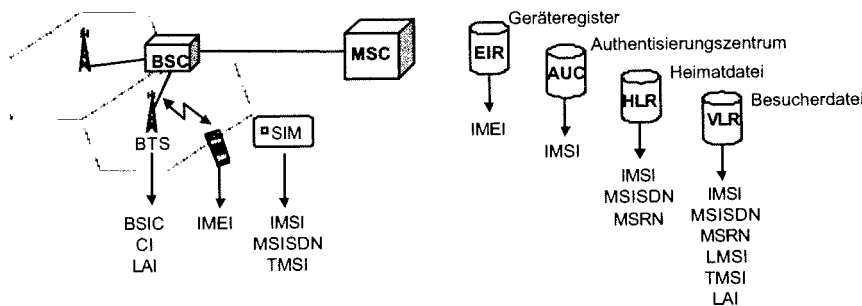 BSC
MSC
BTS
SIM
BSIC
CI
LAI
IMEI
IMSI
MSISDN
TMSI
Geräteregister
EIR
IMEI
Authentisierungszentrum
AUC
IMSI
Heimatdatei
HLR
IMSI
MSISDN
MSRN
Besucherdatei
VLR
IMSI
MSISDN
MSRN
LMSI
TMSI
LAI